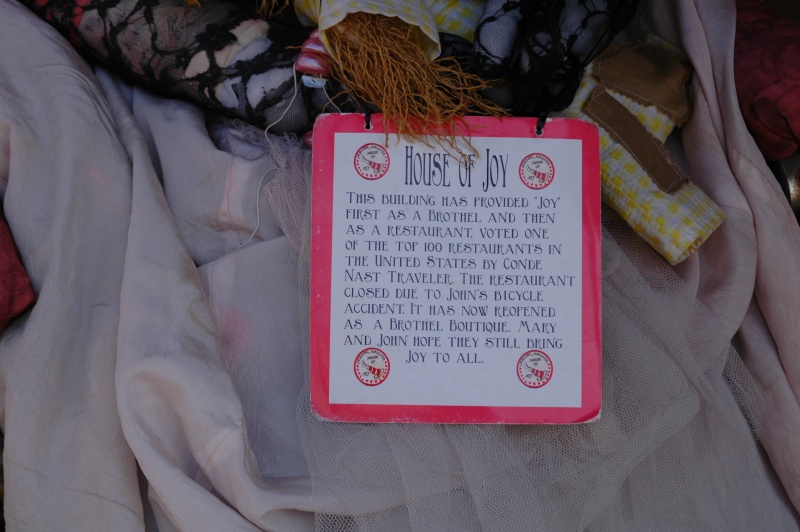 House of Joy
This building has provided "Joy"
first as a Brothel and then
as a restaurant, voted one
of the top 100 restaurants in
the United States by Conde
Nast Traveler. The restaurant
closed due to John's bicycle
accident. It has now reopened
as a Brothel Boutique. Mary
and John hope they still bring
Joy to all.